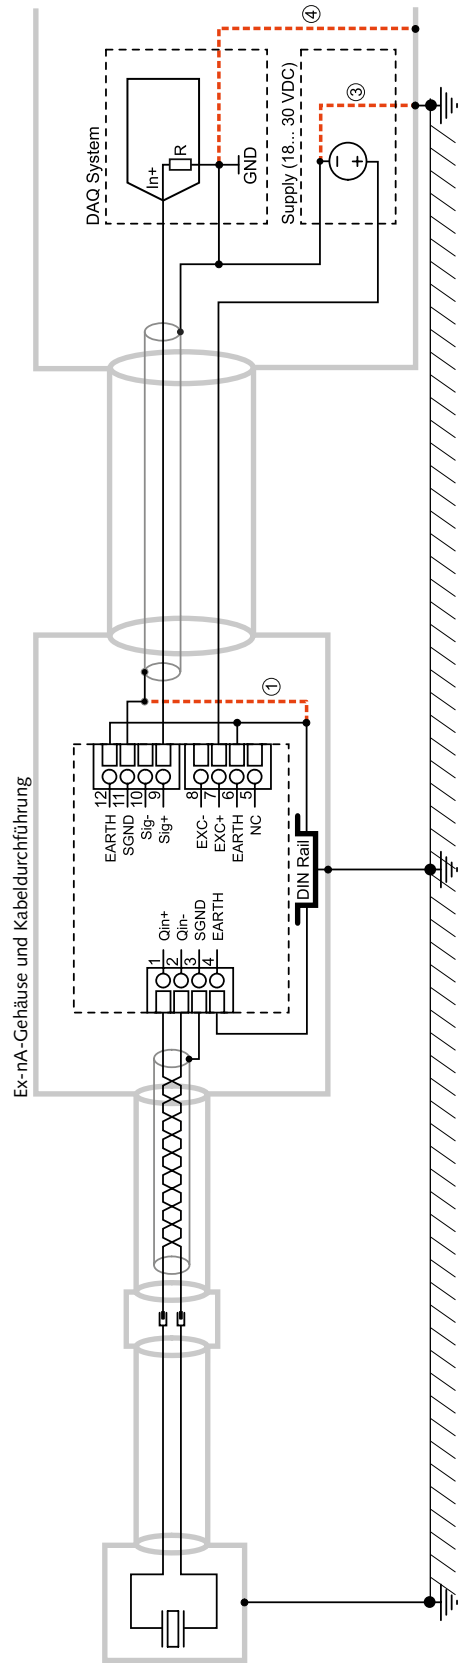 Ex-nA-Gehäuse und Kabeldurchführung
1 Qin+
2 Qin-
3 SGND
4 EARTH
12 EARTH
11 SGND
10 Sig-
9 Sig+
8 EXC-
7 EXC+
6 EARTH
5 NC
DIN Rail
①
DAQ System
In+
R
GND
④
Supply (18... 30 VDC)
③
-
+